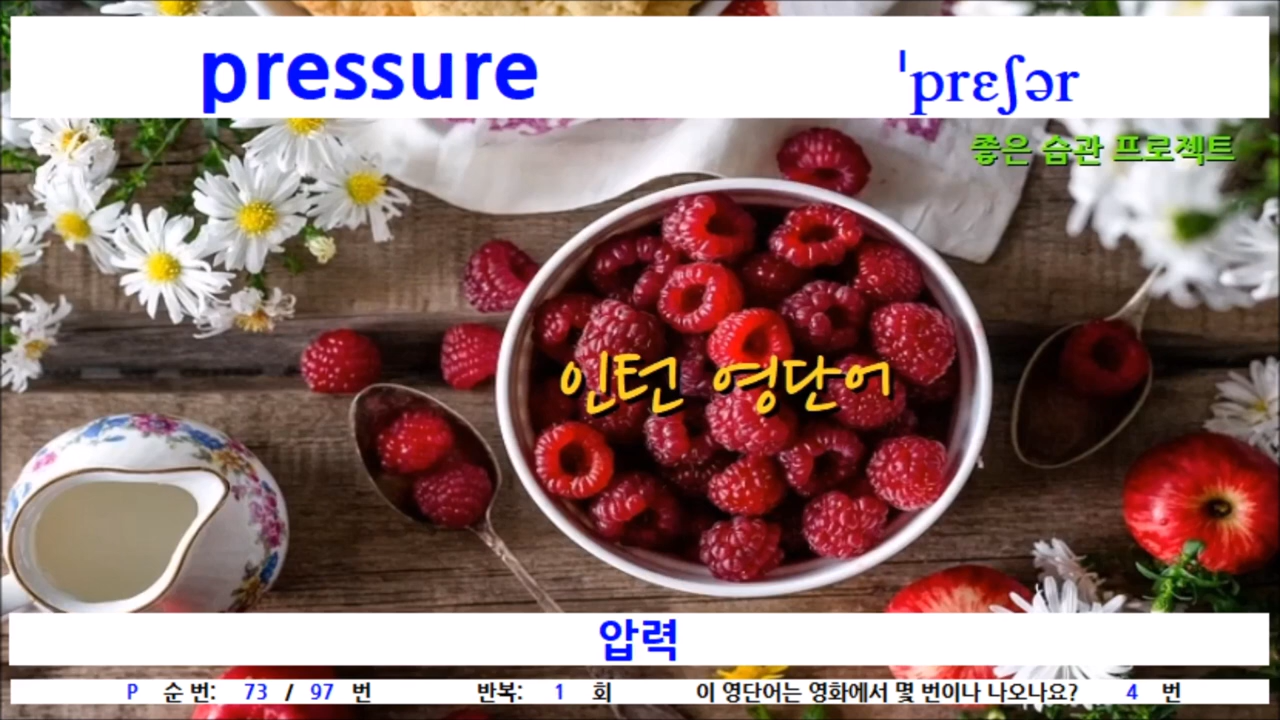 pressure ˈprɛʃər
좋은 습관 프로젝트
인턴 영단어
압력
P 순 번: 73 / 97 번 반복: 1 회 이 영단어는 영화에서 몇 번이나 나오나요? 4 번